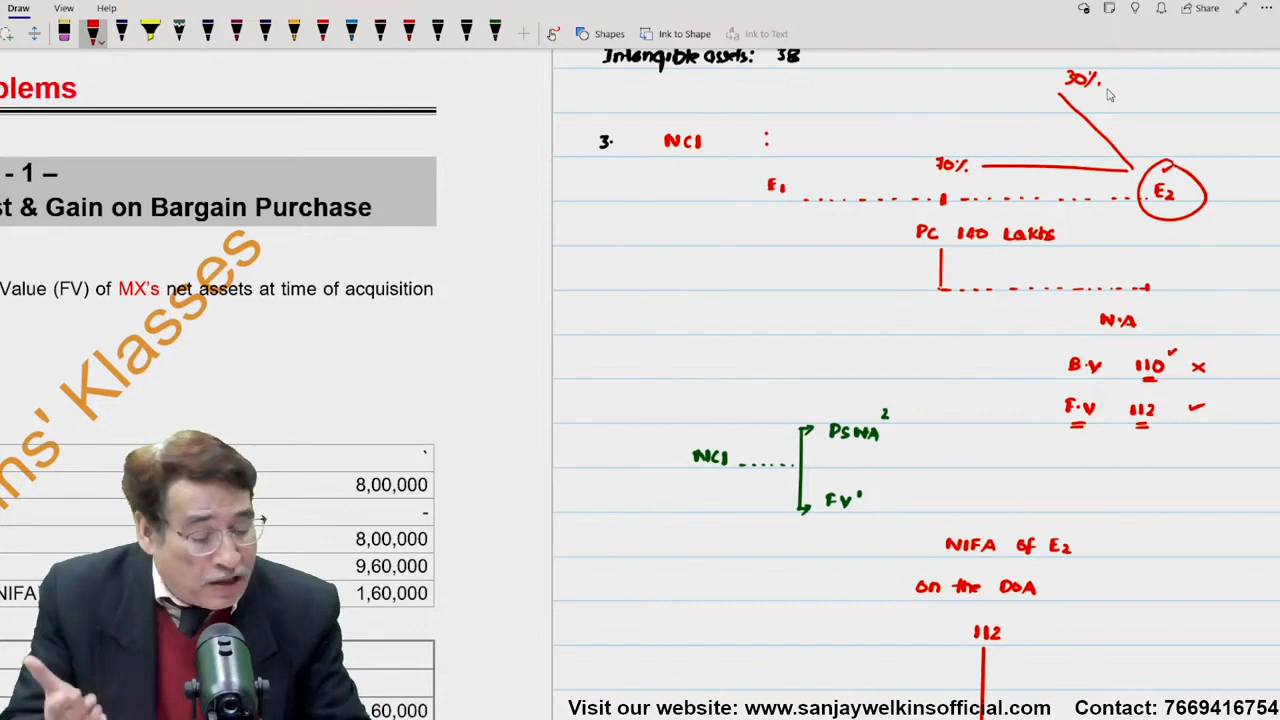 Draw View Help
Shapes Ink to Shape Ink to Text Share
blems
- 1 –
st & Gain on Bargain Purchase
Value (FV) of MX's net assets at time of acquisition
ns' Klasses
8,00,000
-
8,00,000
9,60,000
NIFA) 1,60,000
60,000
Intangible assets: 38
30%.
3. NCI :
70%
E1
E2
PC 140 Lakhs
N.A
B.V 110 ✓ ×
F.V 112 ✓
PSNA 2
NCI
FV 1
NIFA of E2
on the DOA
112
Visit our website: www.sanjaywelkinsofficial.com Contact: 7669416754